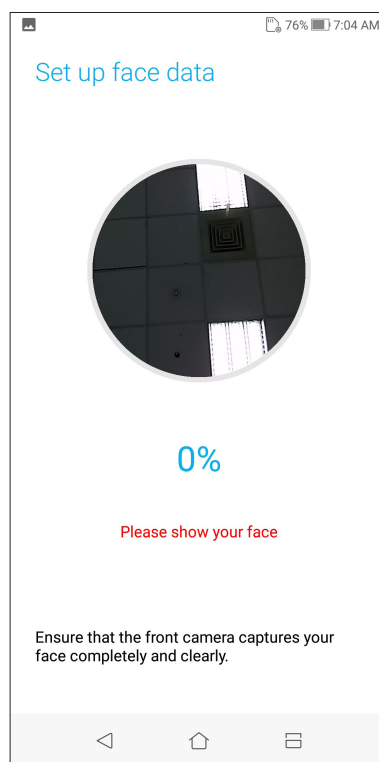 76% 7:04 AM
Set up face data
0%
Please show your face
Ensure that the front camera captures your
face completely and clearly.